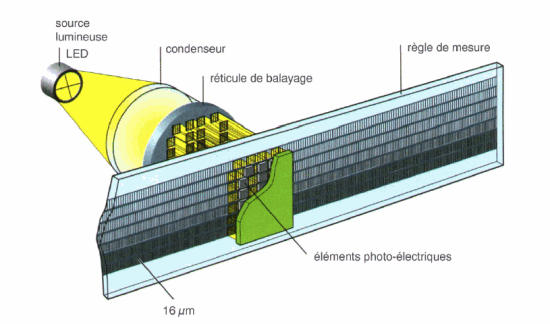 source
lumineuse
LED
condenseur
réticule de balayage
règle de mesure
éléments photo-électriques
16 µm